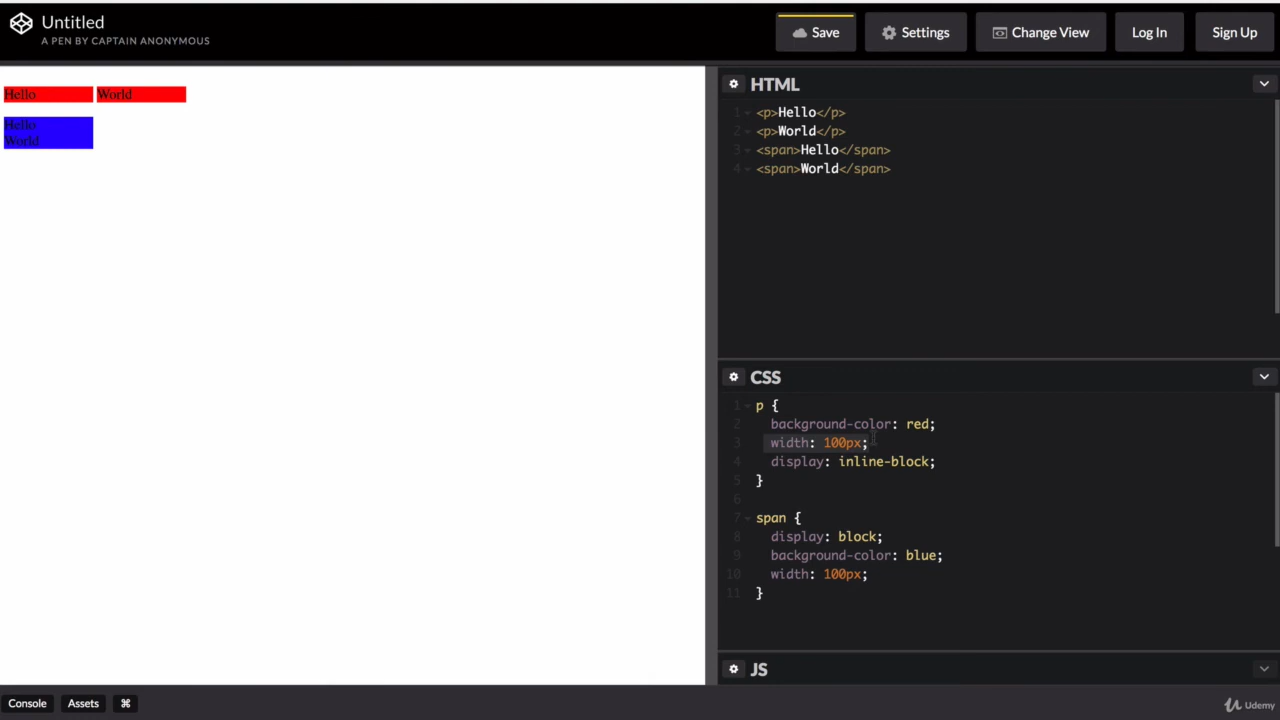 Untitled
A PEN BY CAPTAIN ANONYMOUS
Save
Settings
Change View
Log In
Sign Up
Hello World
Hello
World
HTML
1 <p>Hello</p>
2 <p>World</p>
3 <span>Hello</span>
4 <span>World</span>
CSS
1 p {
2 background-color: red;
3 width: 100px;
4 display: inline-block;
5 }
6
7 span {
8 display: block;
9 background-color: blue;
10 width: 100px;
11 }
JS
Console
Assets
⌘
Udemy